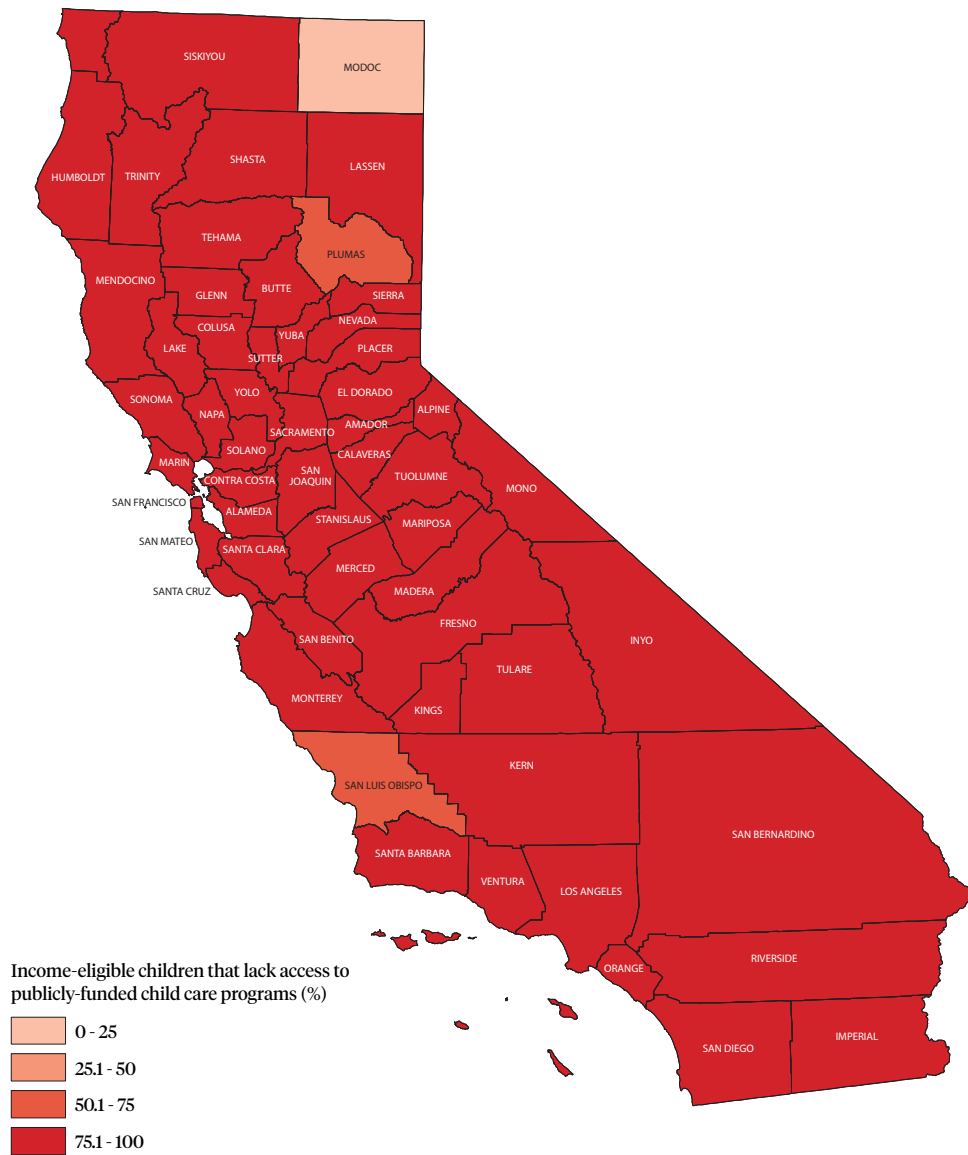 SISKIYOU
MODOC
SHASTA
LASSEN
HUMBOLDT
TRINITY
TEHAMA
PLUMAS
MENDOCINO
BUTTE
GLENN
SIERRA
COLUSA
NEVADA
YUBA
LAKE
PLACER
SUTTER
EL DORADO
YOLO
SONOMA
ALPINE
NAPA
AMADOR
SACRAMENTO
SOLANO
CALAVERAS
MARIN
SAN
JOAQUIN
TUOLUMNE
CONTRA COSTA
MONO
SAN FRANCISCO
ALAMEDA
STANISLAUS
MARIPOSA
SAN MATEO
SANTA CLARA
MERCED
SANTA CRUZ
MADERA
FRESNO
SAN BENITO
INYO
TULARE
MONTEREY
KINGS
KERN
SAN LUIS OBISPO
SAN BERNARDINO
SANTA BARBARA
VENTURA
LOS ANGELES
RIVERSIDE
ORANGE
IMPERIAL
SAN DIEGO
Income-eligible children that lack access to
publicly-funded child care programs (%)
0 - 25
25.1 - 50
50.1 - 75
75.1 - 100